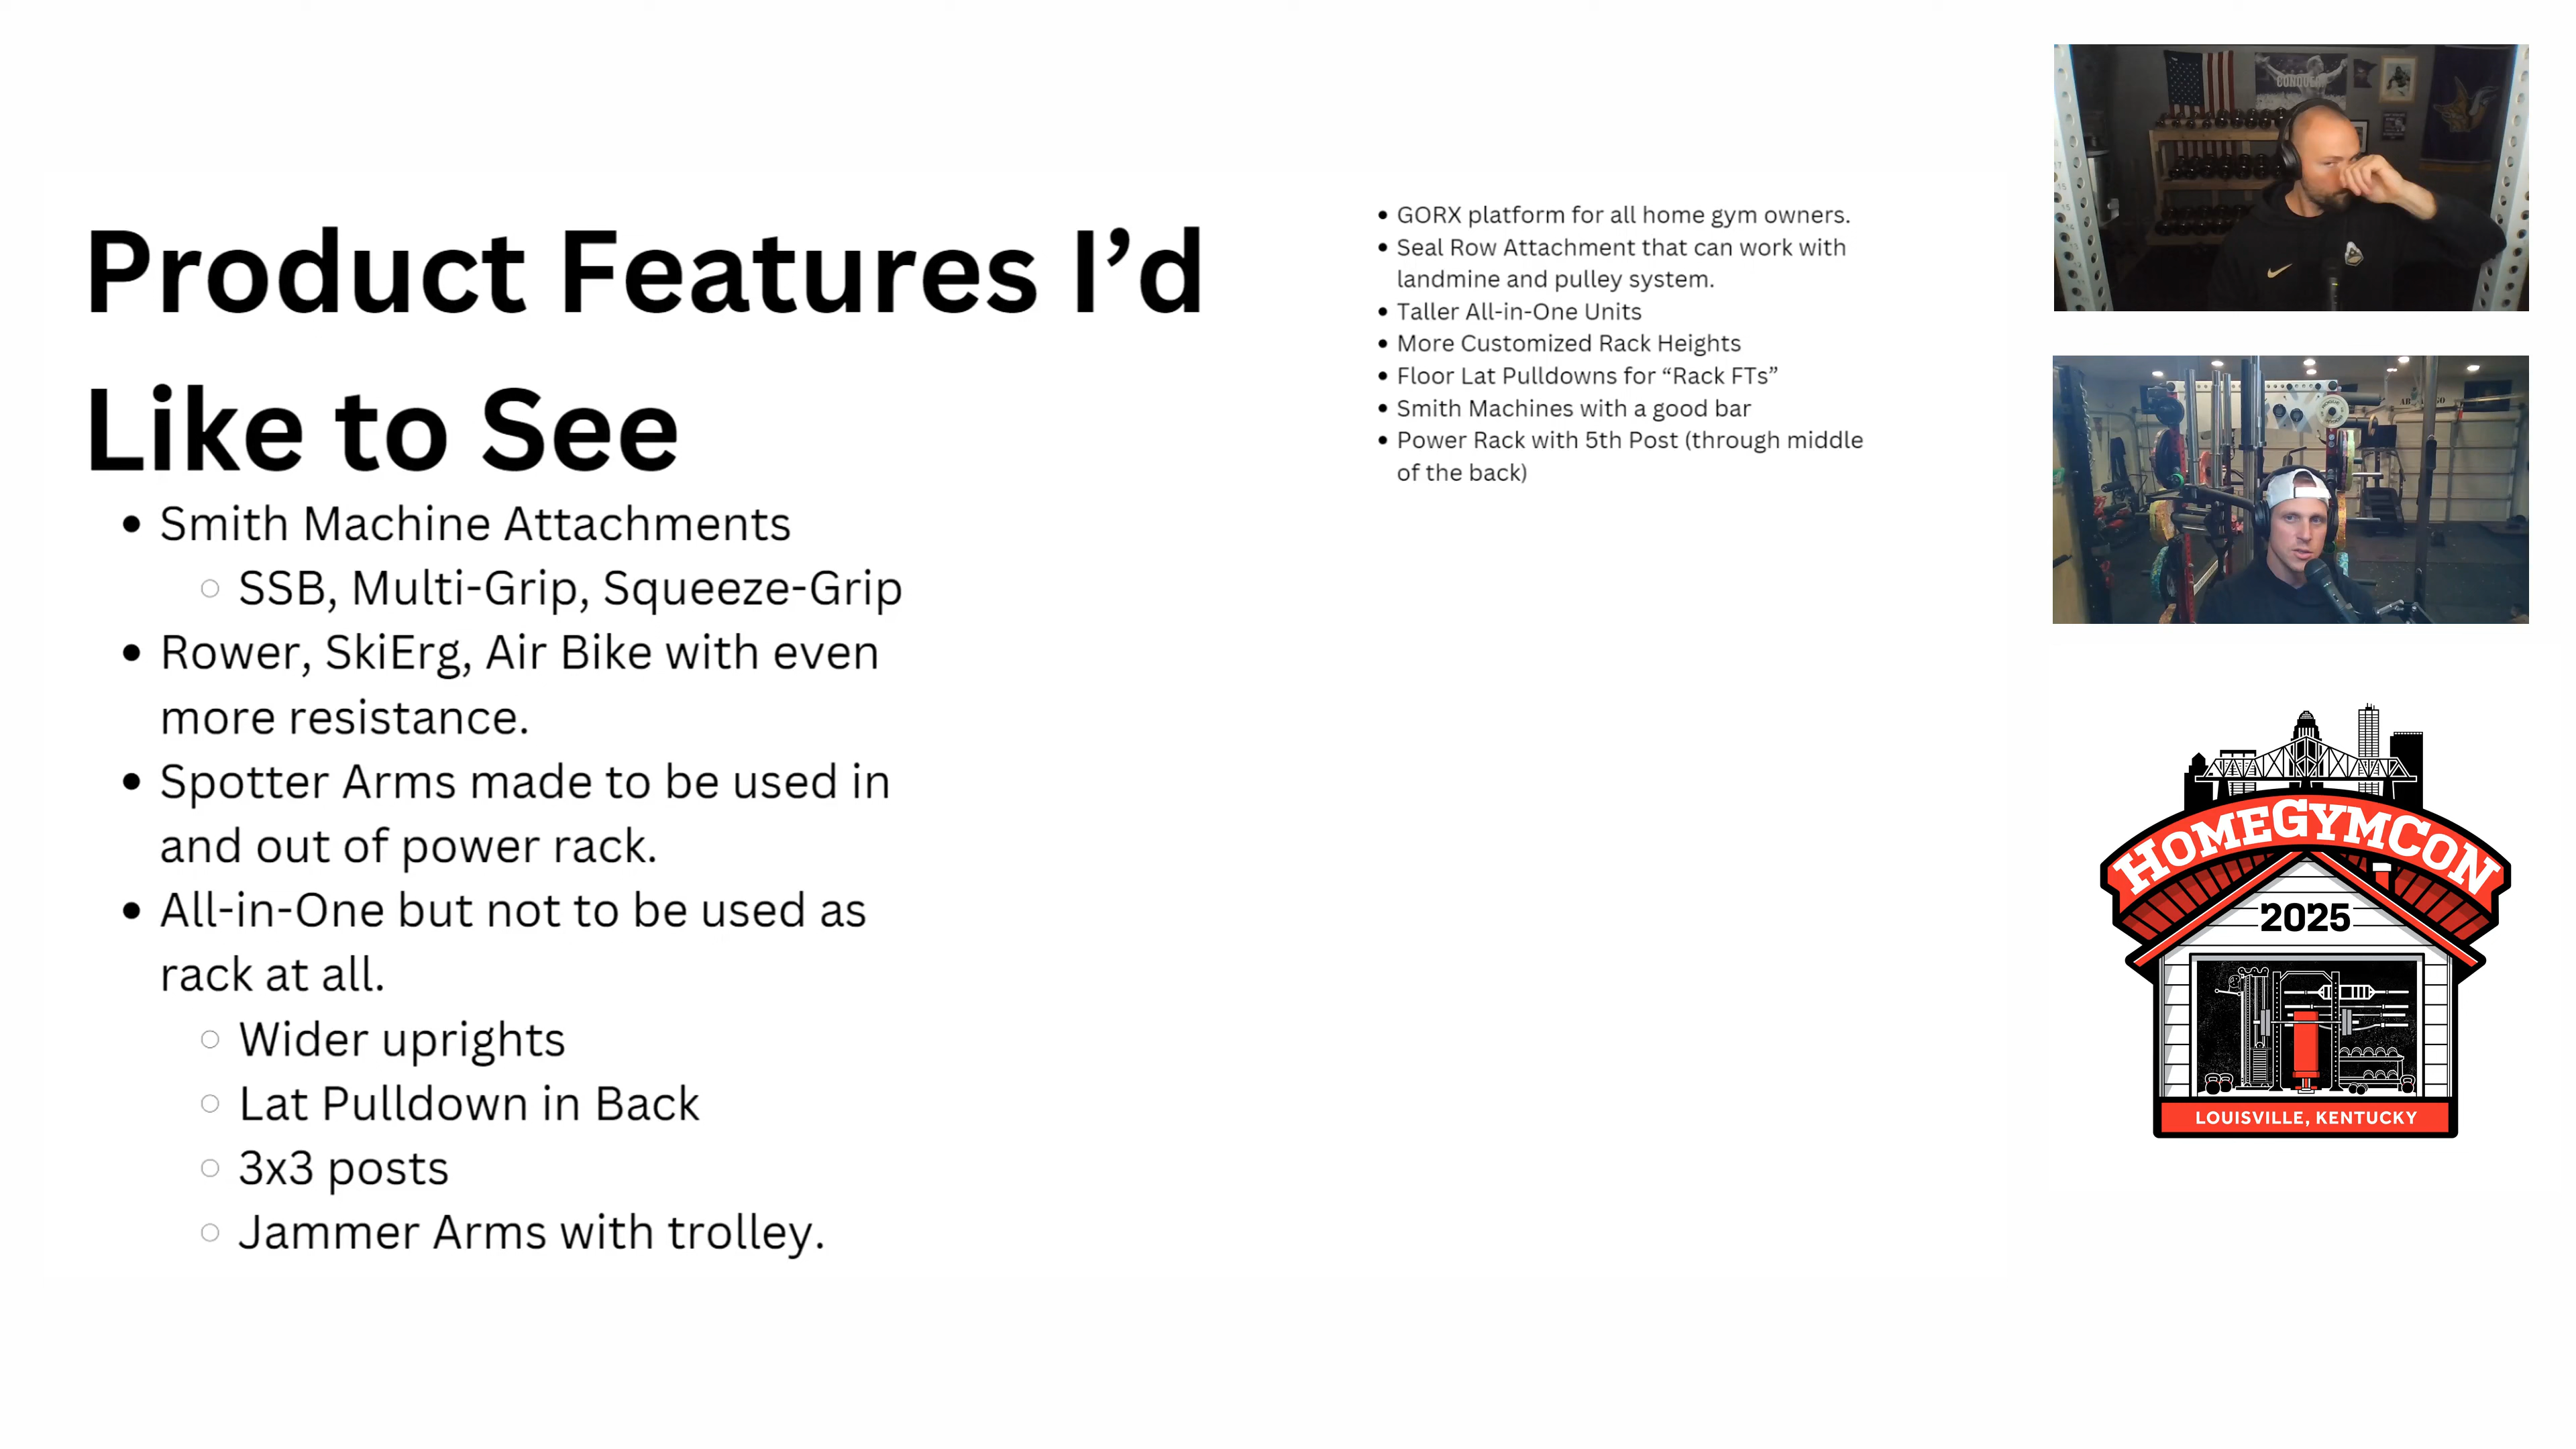 Product Features I’d
Like to See
• Smith Machine Attachments
○ SSB, Multi-Grip, Squeeze-Grip
• Rower, SkiErg, Air Bike with even
more resistance.
• Spotter Arms made to be used in
and out of power rack.
• All-in-One but not to be used as
rack at all.
○ Wider uprights
○ Lat Pulldown in Back
○ 3x3 posts
○ Jammer Arms with trolley.
• GORX platform for all home gym owners.
• Seal Row Attachment that can work with
landmine and pulley system.
• Taller All-in-One Units
• More Customized Rack Heights
• Floor Lat Pulldowns for “Rack FTs”
• Smith Machines with a good bar
• Power Rack with 5th Post (through middle
of the back)
CONQUER
HOMEGYMCON
2025
LOUISVILLE, KENTUCKY